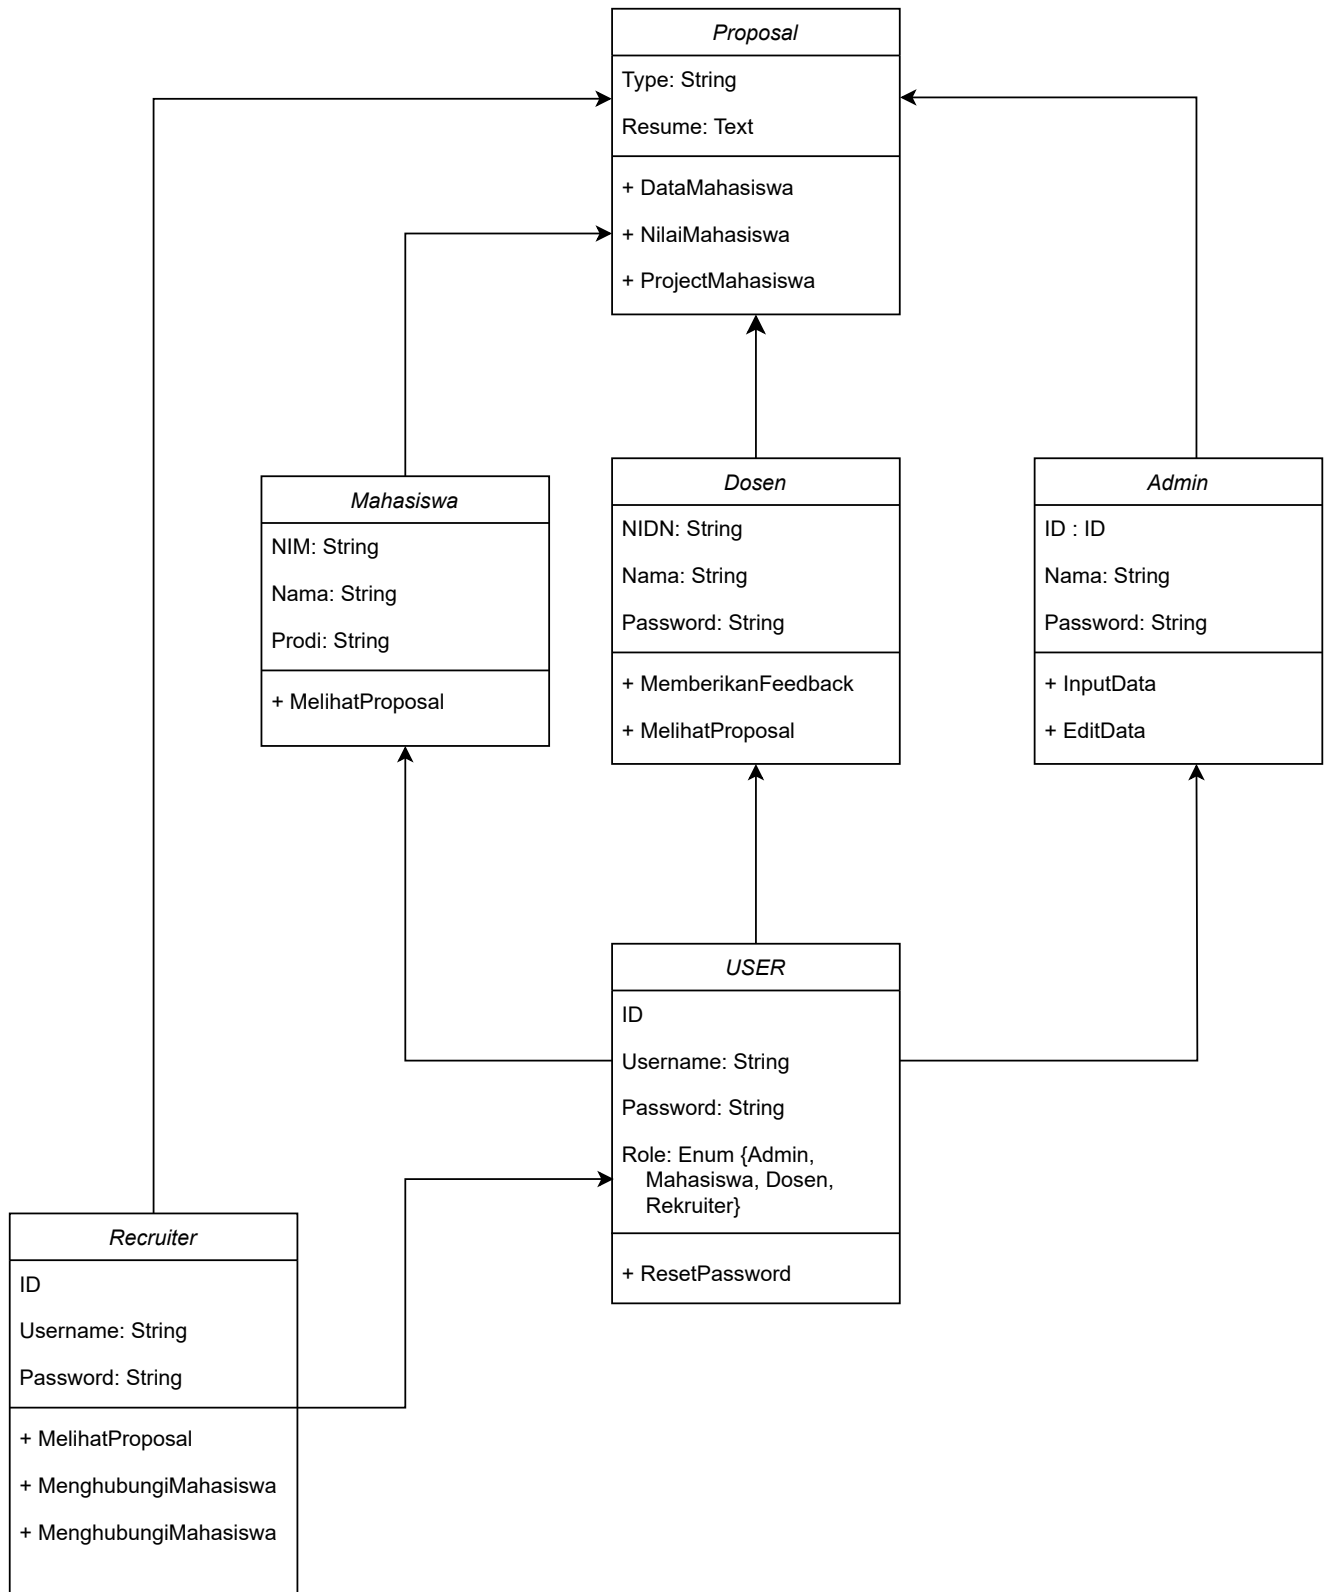 Proposal
Type: String
Resume: Text
+ DataMahasiswa
+ NilaiMahasiswa
+ ProjectMahasiswa
Mahasiswa
NIM: String
Nama: String
Prodi: String
+ MelihatProposal
Dosen
NIDN: String
Nama: String
Password: String
+ MemberikanFeedback
+ MelihatProposal
Admin
ID : ID
Nama: String
Password: String
+ InputData
+ EditData
USER
ID
Username: String
Password: String
Role: Enum {Admin,
Mahasiswa, Dosen,
Rekruiter}
+ ResetPassword
Recruiter
ID
Username: String
Password: String
+ MelihatProposal
+ MenghubungiMahasiswa
+ MenghubungiMahasiswa